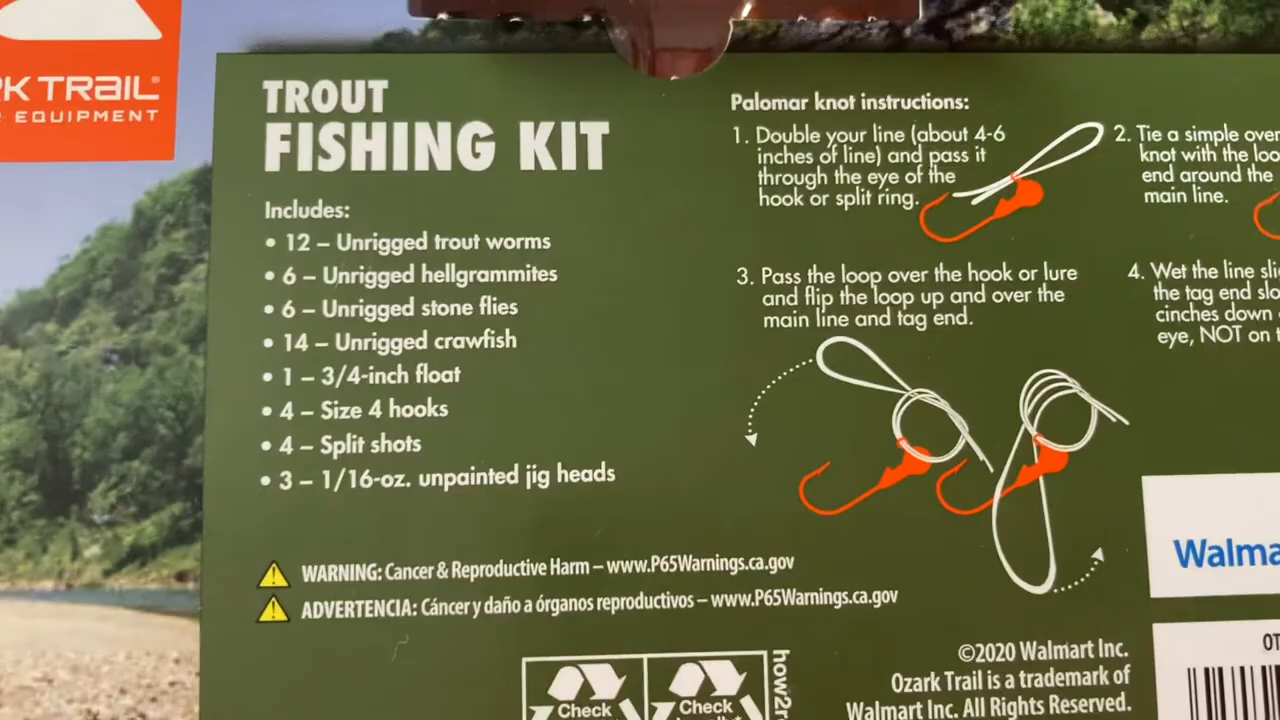 TRAIL®
EQUIPMENT
TROUT
FISHING KIT
Includes:
• 12 – Unrigged trout worms
• 6 – Unrigged hellgrammites
• 6 – Unrigged stone flies
• 14 – Unrigged crawfish
• 1 – 3/4-inch float
• 4 – Size 4 hooks
• 4 – Split shots
• 3 – 1/16-oz. unpainted jig heads
WARNING: Cancer & Reproductive Harm – www.P65Warnings.ca.gov
ADVERTENCIA: Cáncer y daño a órganos reproductivos – www.P65Warnings.ca.gov
Palomar knot instructions:
1. Double your line (about 4-6
inches of line) and pass it
through the eye of the
hook or split ring.
2. Tie a simple
knot with the
end around the
main line.
3. Pass the loop over the hook or lure
and flip the loop up and over the
main line and tag end.
4. Wet the line
the tag end
cinches down
eye, NOT on
Check
Check
©2020 Walmart Inc.
Ozark Trail is a trademark of
Walmart Inc. All Rights Reserved.